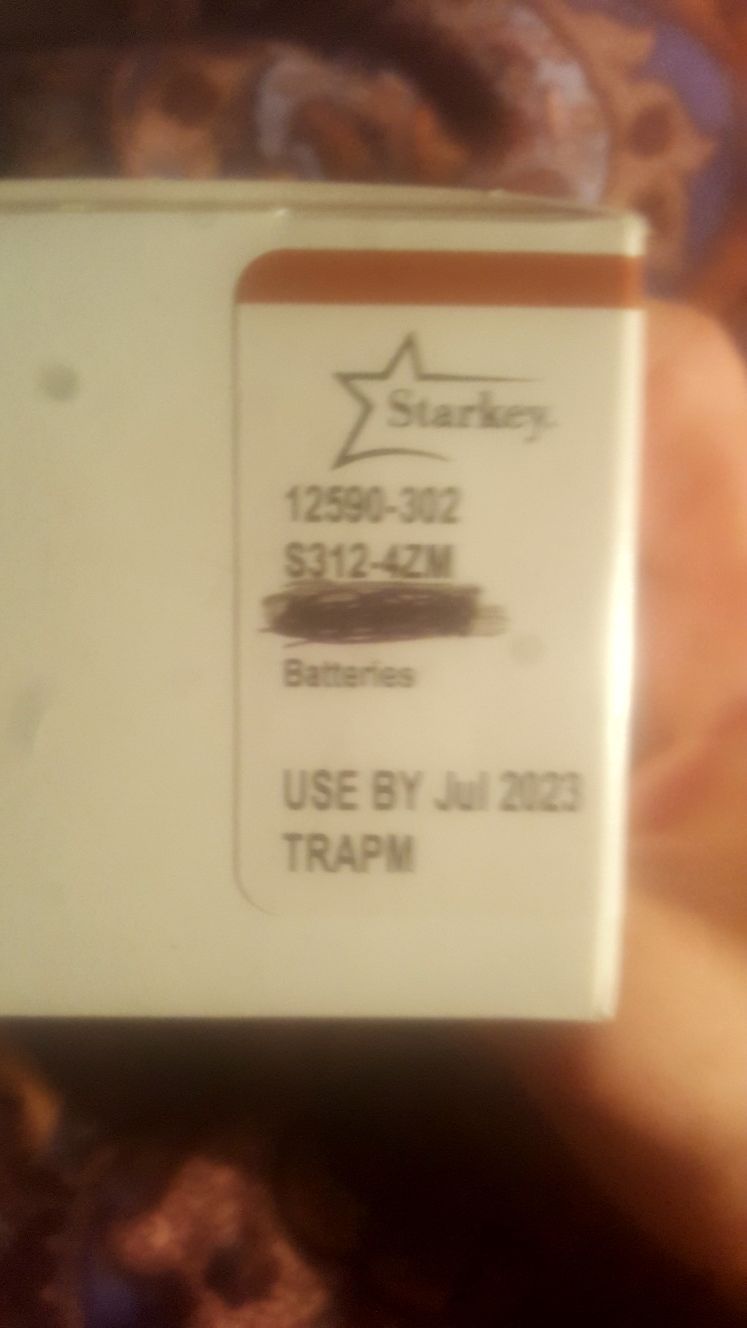 Starkey.
12590-302
S312-4ZM
Batteries
USE BY Jul 2023
TRAPM